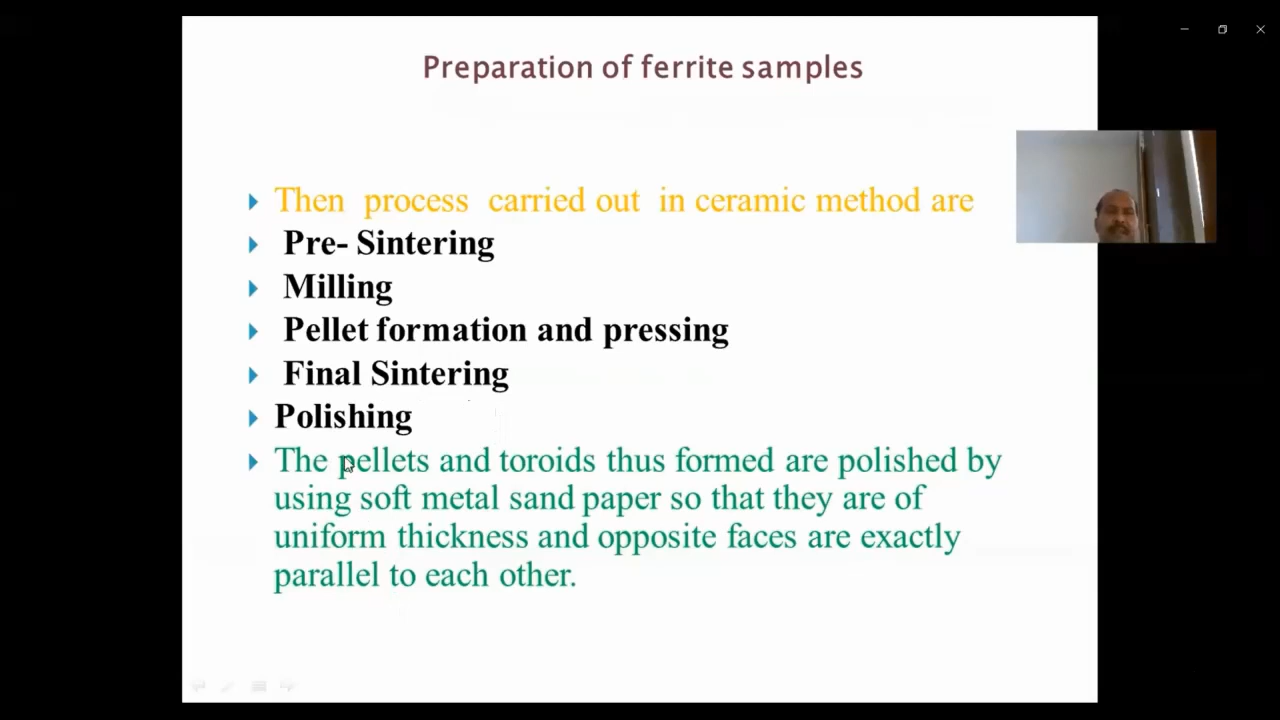 Preparation of ferrite samples
Then process carried out in ceramic method are
Pre- Sintering
Milling
Pellet formation and pressing
Final Sintering
Polishing
The pellets and toroids thus formed are polished by
using soft metal sand paper so that they are of
uniform thickness and opposite faces are exactly
parallel to each other.